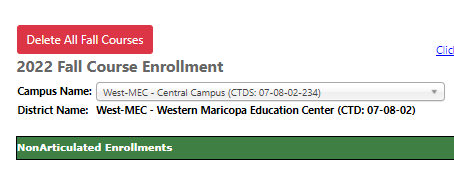 Delete All Fall Courses
Clic
2022 Fall Course Enrollment
Campus Name: West-MEC - Central Campus (CTDS: 07-08-02-234)
District Name: West-MEC - Western Maricopa Education Center (CTD: 07-08-02)
NonArticulated Enrollments